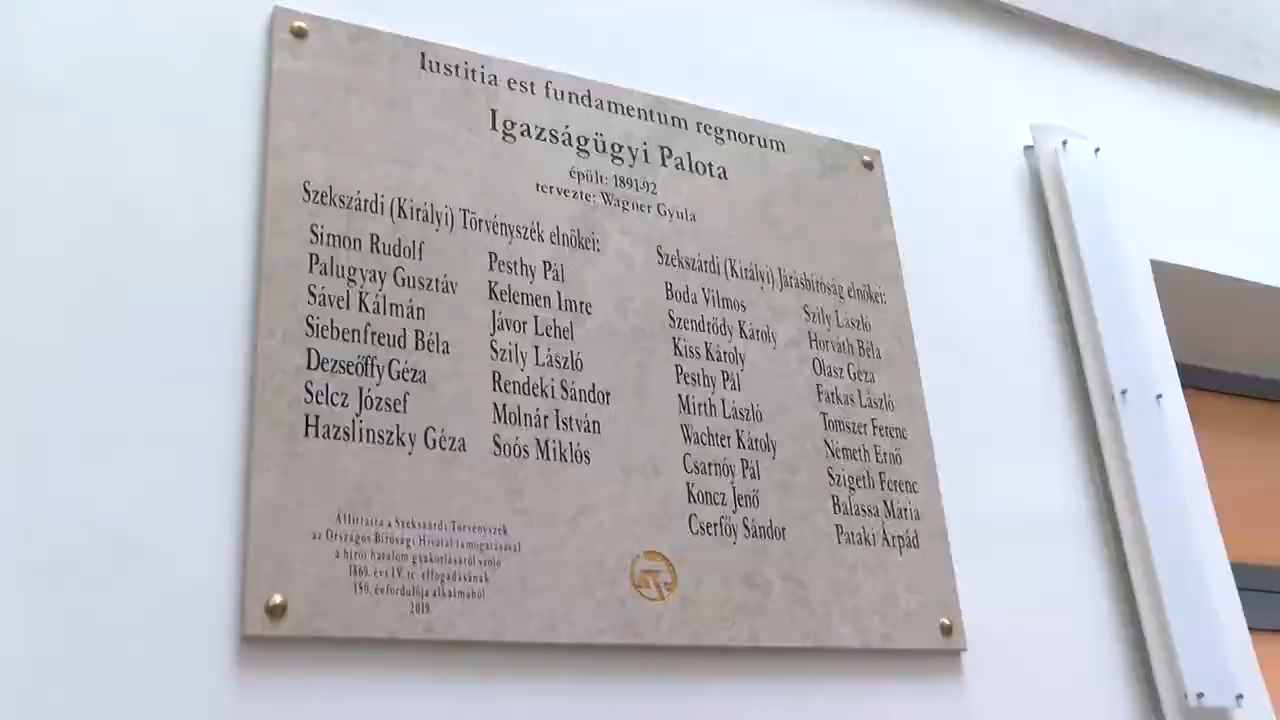 Iustitia est fundamentum regnorum
Igazságügyi Palota
épült: 1891-92
tervezte: Wagner Gyula
Szekszárdi (Királyi) Törvényszék elnökei:
Simon Rudolf
Palugyay Gusztáv
Sável Kálmán
Siebenfreud Béla
Dezseőffy Géza
Selcz József
Hazslinszky Géza
Pesthy Pál
Kelemen Imre
Jávor Lehel
Szily László
Rendeki Sándor
Molnár István
Soós Miklós
Szekszárdi (Királyi) Járásbíróság elnökei:
Boda Vilmos
Szendrődy Károly
Kiss Károly
Pesthy Pál
Mirth László
Wachter Károly
Csarnóy Pál
Koncz Jenő
Cserfőy Sándor
Szily László
Horváth Béla
Olasz Géza
Farkas László
Tomszer Ferenc
Németh Ernő
Szigeth Ferenc
Balassa Mária
Pataki Árpád
Állíttatta a Szekszárdi Törvényszék
az Országos Bírósági Hivatal támogatásával
a bírói hatalom gyakorlásáról szóló
1869. évi IV. tc. elfogadásának
150. évfordulója alkalmából
2019.